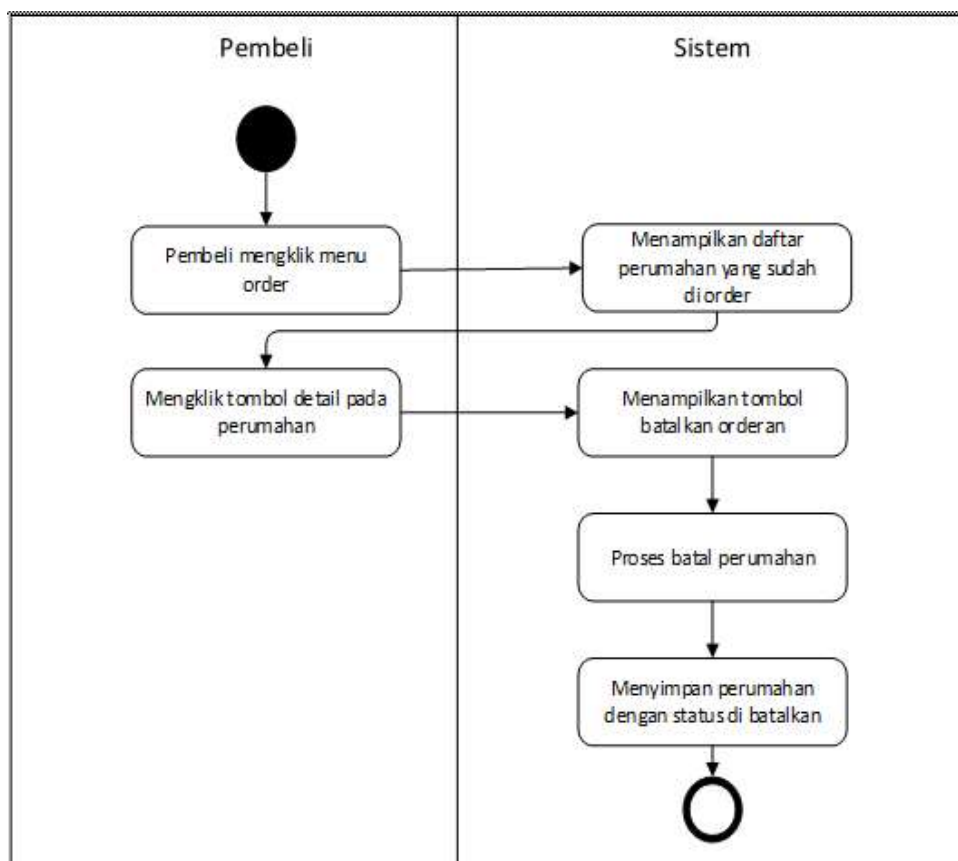 Pembeli
Sistem
Pembeli mengklik menu
order
Menampilkan daftar
perumahan yang sudah
di order
Mengklik tombol detail pada
perumahan
Menampilkan tombol
batalkan orderan
Proses batal perumahan
Menyimpan perumahan
dengan status di batalkan